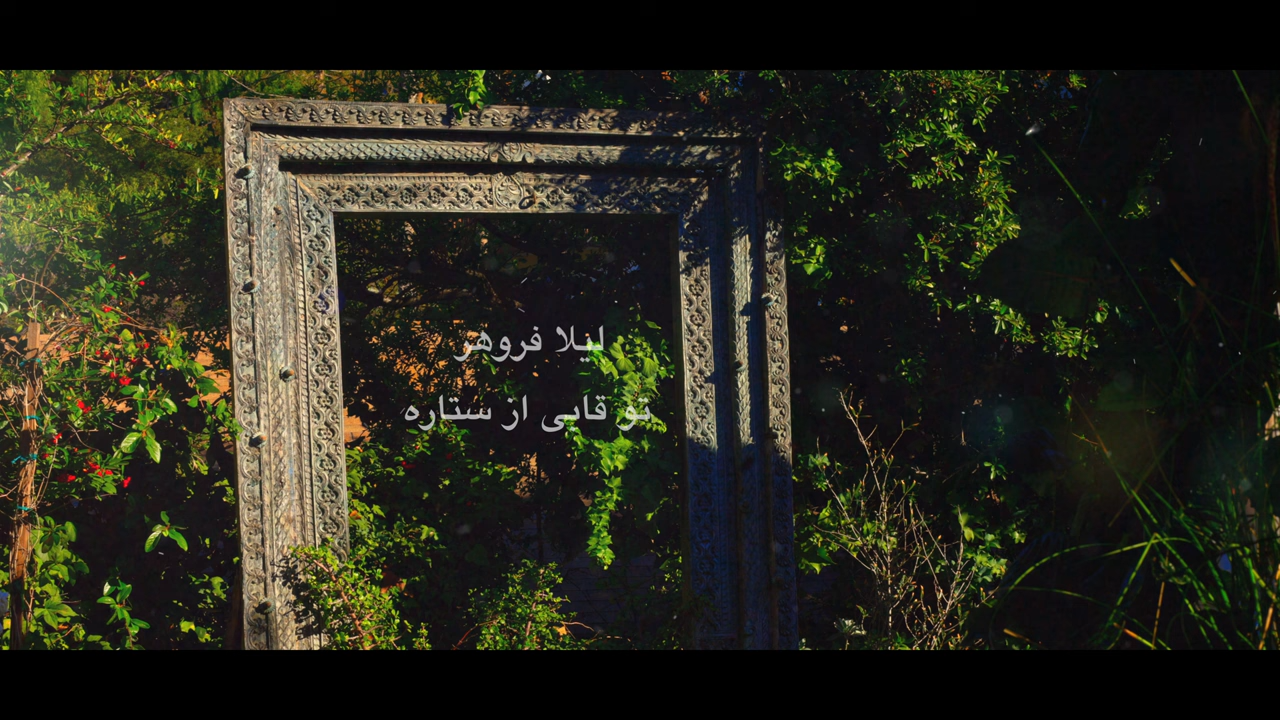 لیلا فروهر
تو قابی از ستاره